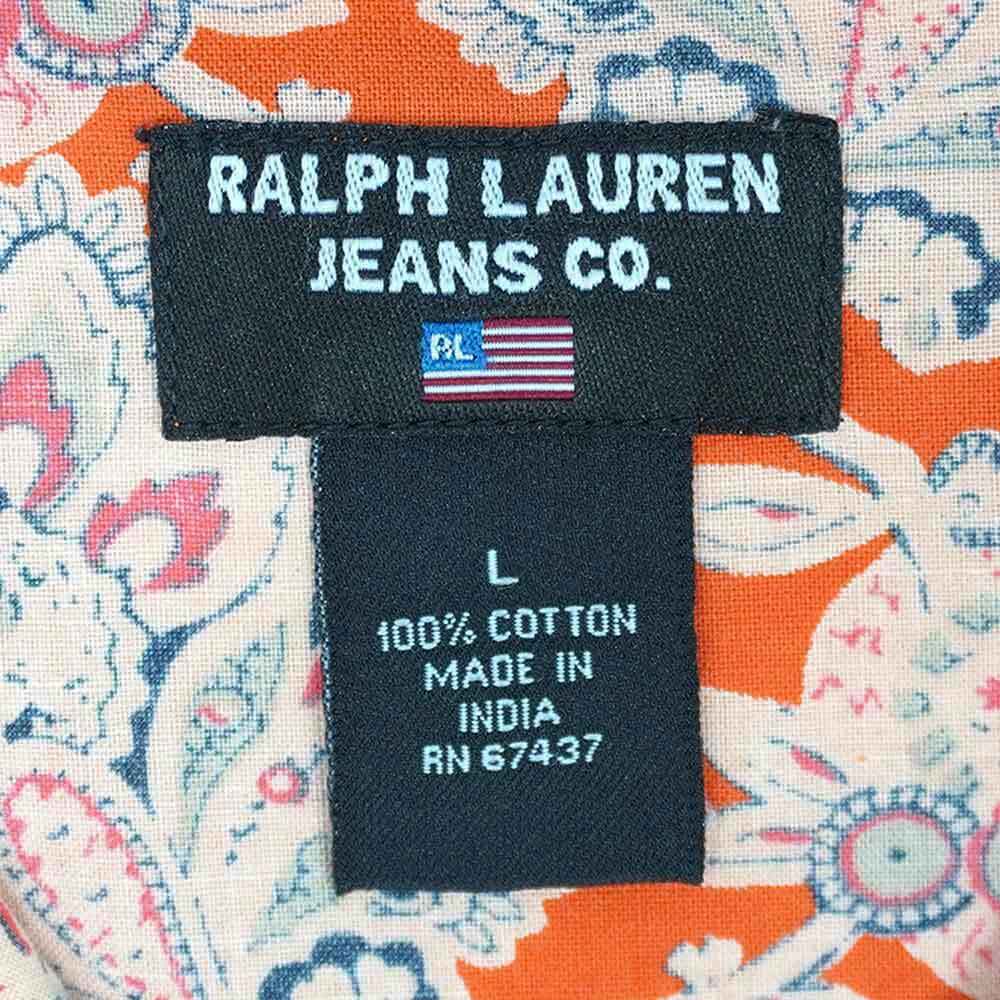 RALPH LAUREN
JEANS CO.
RL
L
100% COTTON
MADE IN
INDIA
RN 67437